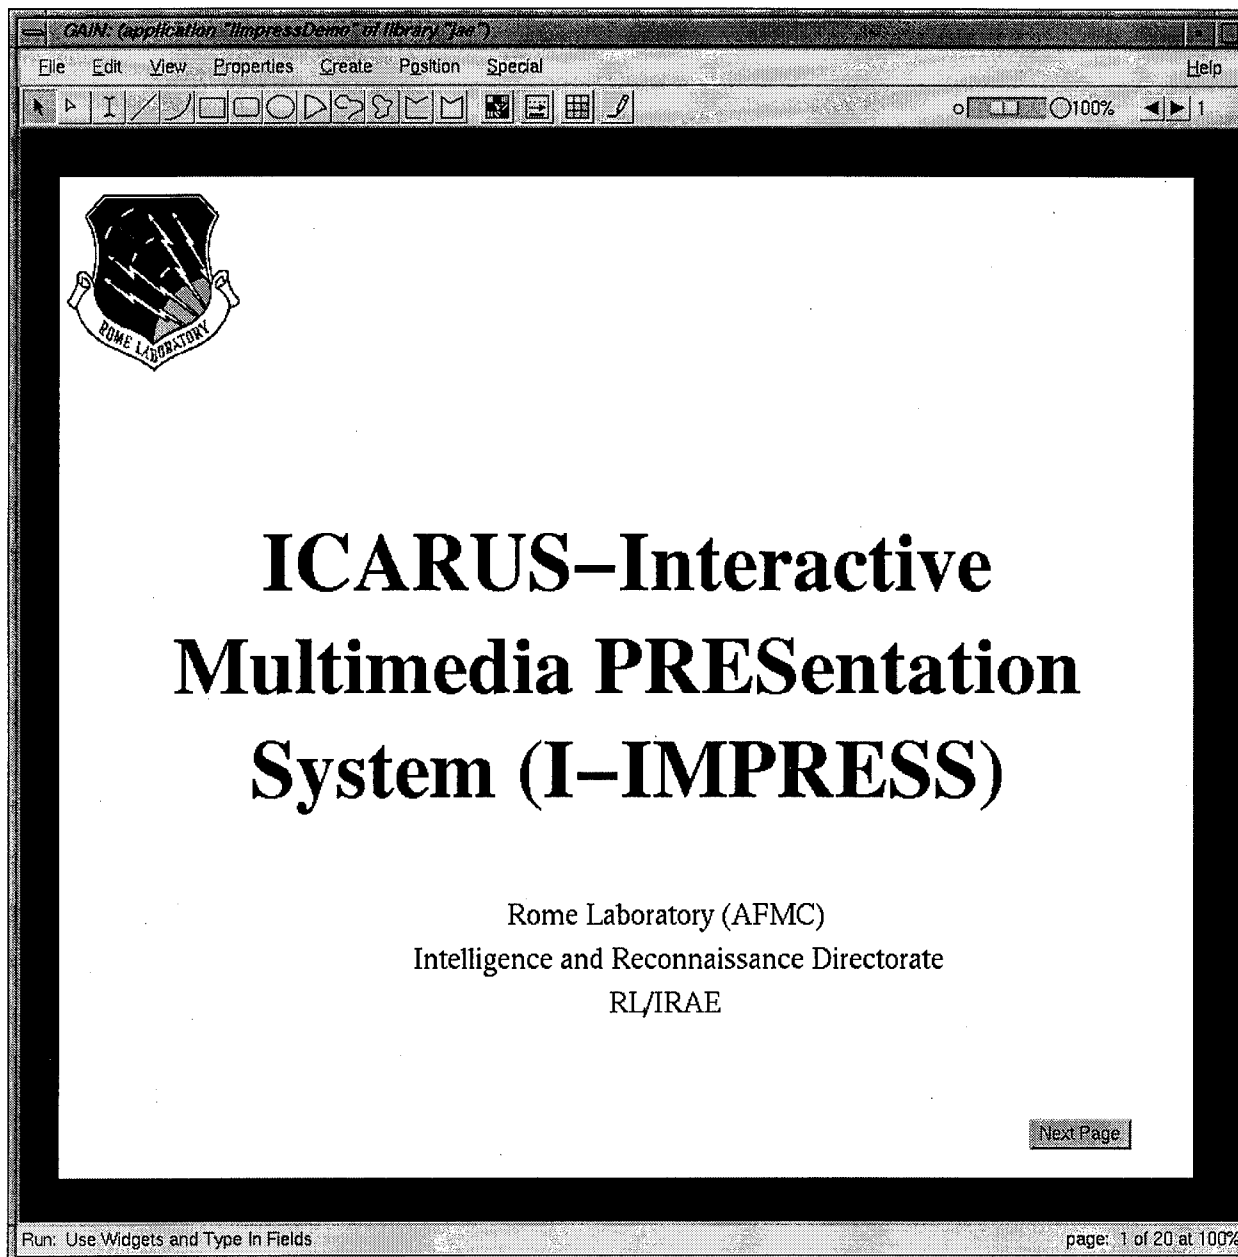 GAIN: (application "IImpressDemo" of library "jae")
File Edit View Properties Create Position Special Help
100% 1
ROME LABORATORY
ICARUS–Interactive
Multimedia PRESentation
System (I–IMPRESS)
Rome Laboratory (AFMC)
Intelligence and Reconnaissance Directorate
RL/IRAE
Next Page
Run: Use Widgets and Type In Fields page: 1 of 20 at 100%